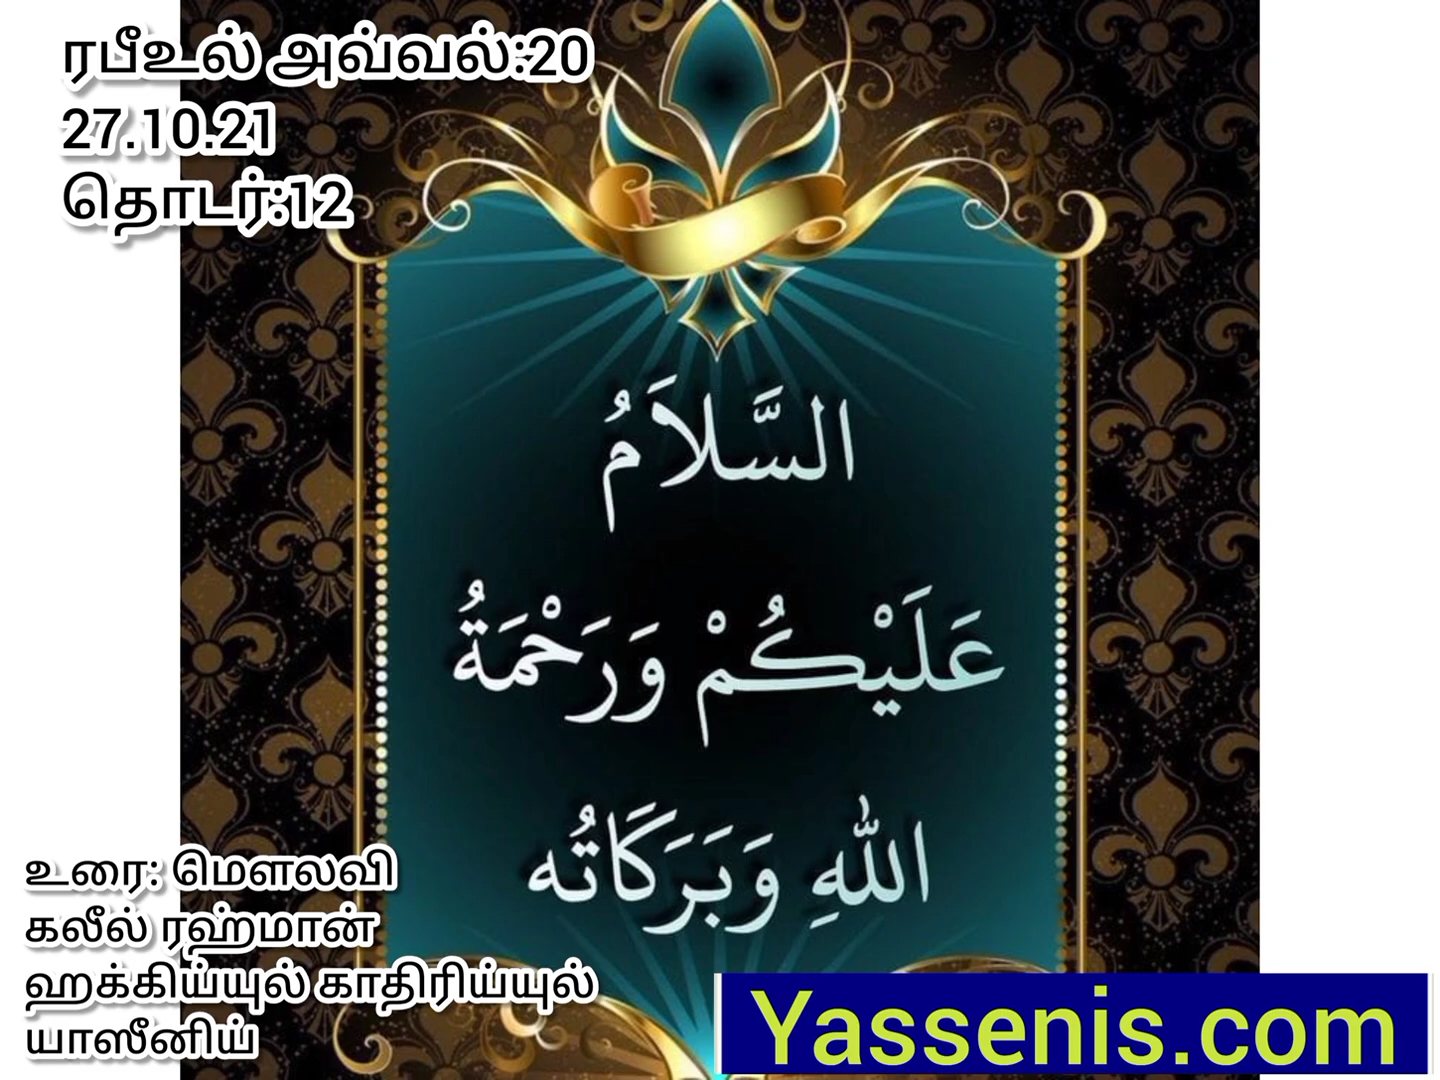 ரபீஉல் அவ்வல்:20
27.10.21
தொடர்:12
السَّلاَمُ
عَلَيْكُمْ وَرَحْمَةُ
اللهِ وَبَرَكَاتُه
உரை: மௌலவி
கலீல் ரஹ்மான்
ஹக்கிய்யுல் காதிரிய்யுல்
யாஸீனிய்
Yassenis.com